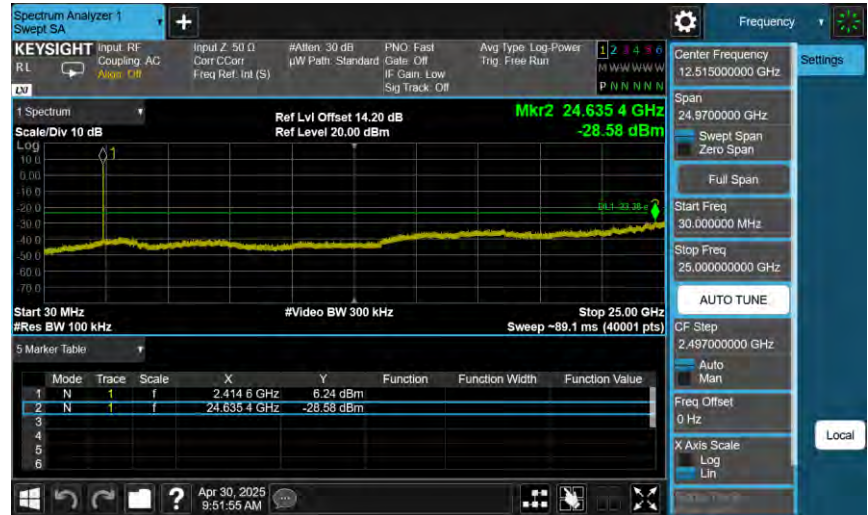 Spectrum Analyzer 1
Swept SA
Frequency
KEYSIGHT
RL
LXI
Input: RF
Coupling: AC
Align: Off
Input Z: 50 Ω
Corr CCorr
Freq Ref: Int (S)
#Atten: 30 dB
µW Path: Standard
PNO: Fast
Gate: Off
IF Gain: Low
Sig Track: Off
Avg Type: Log-Power
Trig: Free Run
1 2 3 4 5 6
M W W W W W
P N N N N N
1 Spectrum
Scale/Div 10 dB
Ref Lvl Offset 14.20 dB
Ref Level 20.00 dBm
Mkr2 24.635 4 GHz
-28.58 dBm
Log
10.0
0.00
-10.0
-20.0
-30.0
-40.0
-50.0
-60.0
-70.0
1
Start 30 MHz
#Res BW 100 kHz
#Video BW 300 kHz
Stop 25.00 GHz
Sweep ~89.1 ms (40001 pts)
5 Marker Table
Mode Trace Scale X Y Function Function Width Function Value
1 N 1 f 2.414 6 GHz 6.24 dBm
2 N 1 f 24.635 4 GHz -28.58 dBm
3
4
5
6
Apr 30, 2025
9:51:55 AM
Center Frequency
12.515000000 GHz
Span
24.9700000 GHz
Swept Span
Zero Span
Full Span
Start Freq
30.000000 MHz
Stop Freq
25.000000000 GHz
AUTO TUNE
CF Step
2.497000000 GHz
Auto
Man
Freq Offset
0 Hz
X Axis Scale
Log
Lin
Settings
Local